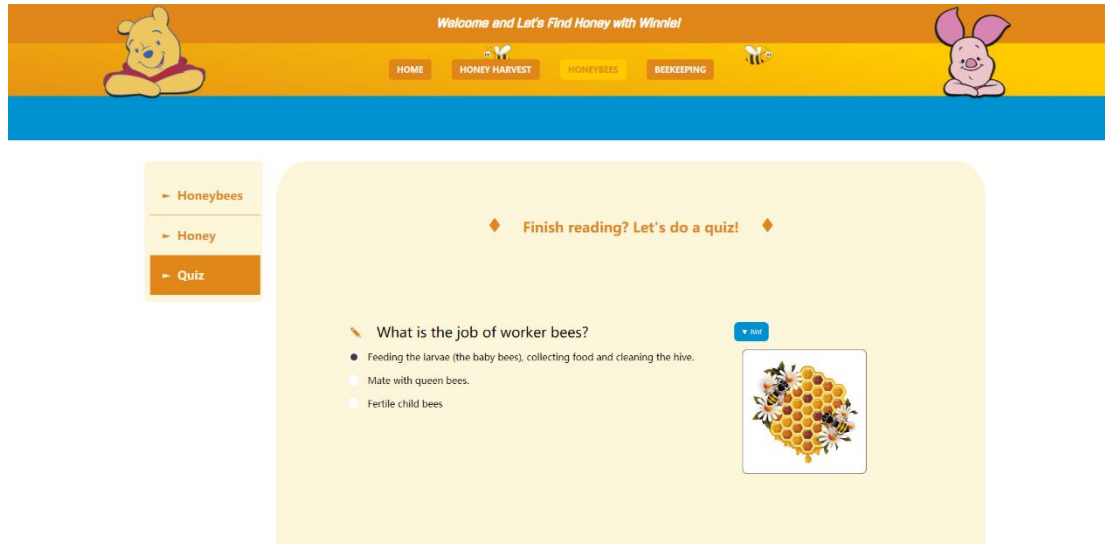 Welcome and Let's Find Honey with Winnie!
HOME HONEY HARVEST HONEYBEES BEEKEEPING
► Honeybees
► Honey
► Quiz
♦ Finish reading? Let's do a quiz! ♦
What is the job of worker bees?
▼ hint
Feeding the larvae (the baby bees), collecting food and cleaning the hive.
Mate with queen bees.
Fertile child bees